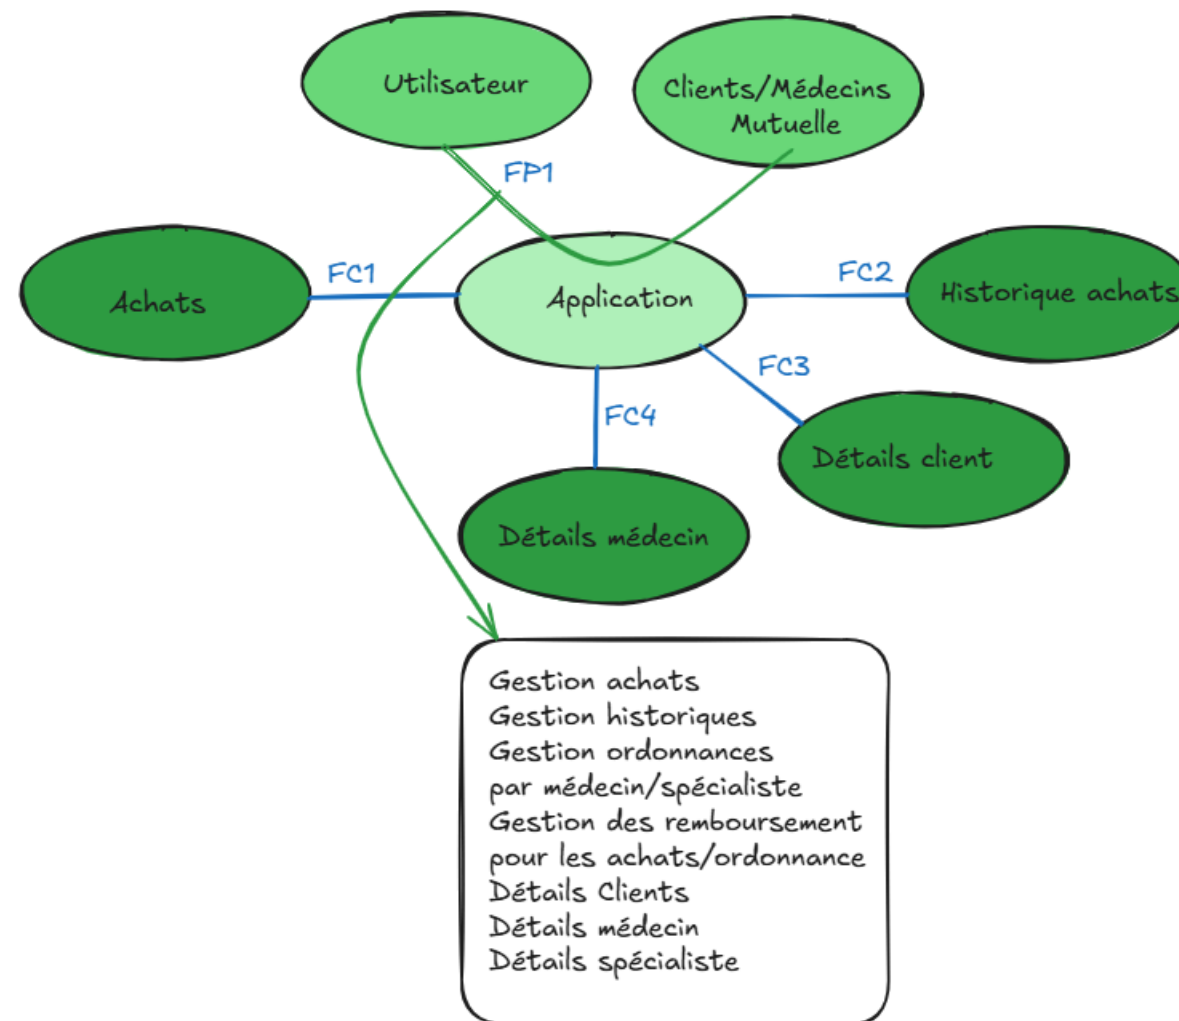 Utilisateur
Clients/Médecins
Mutuelle
FP1
FC1
FC2
Achats
Application
Historique achats
FC3
FC4
Détails client
Détails médecin
Gestion achats
Gestion historiques
Gestion ordonnances
par médecin/spécialiste
Gestion des remboursement
pour les achats/ordonnance
Détails Clients
Détails médecin
Détails spécialiste